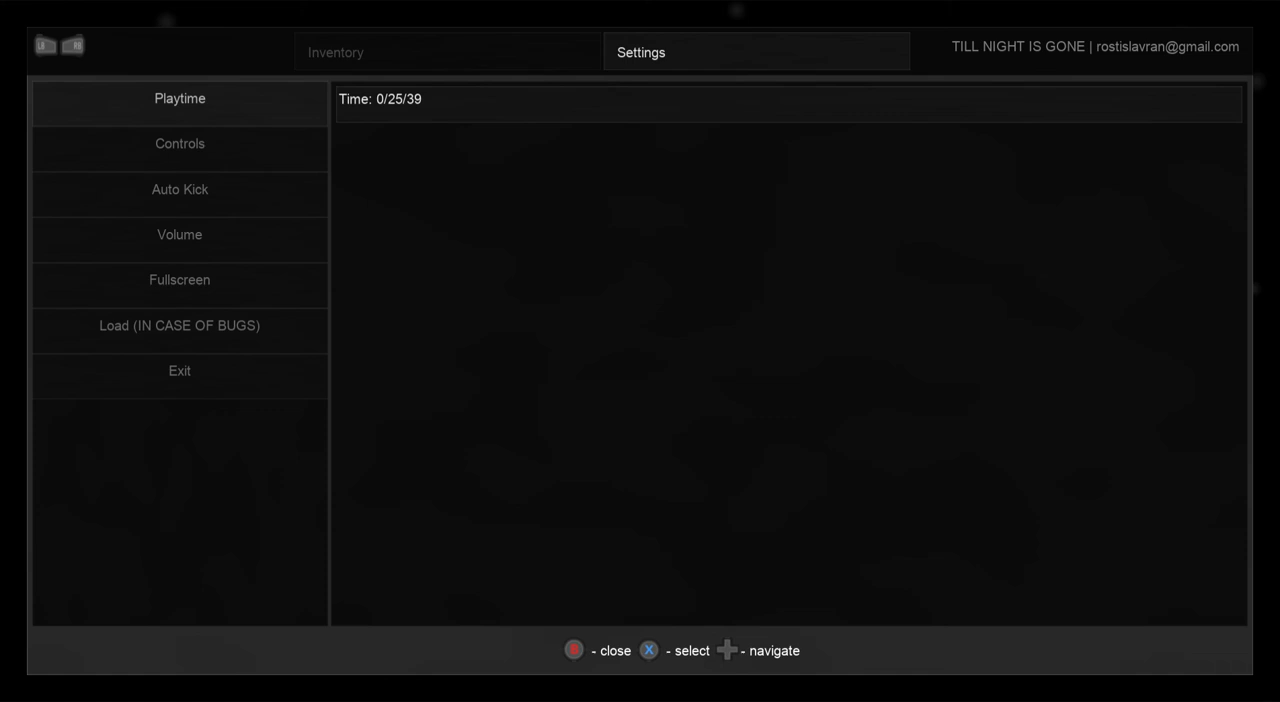 LB RB
Inventory
Settings
TILL NIGHT IS GONE | rostislavran@gmail.com
Playtime
Time: 0/25/39
Controls
Auto Kick
Volume
Fullscreen
Load (IN CASE OF BUGS)
Exit
B - close X - select - navigate